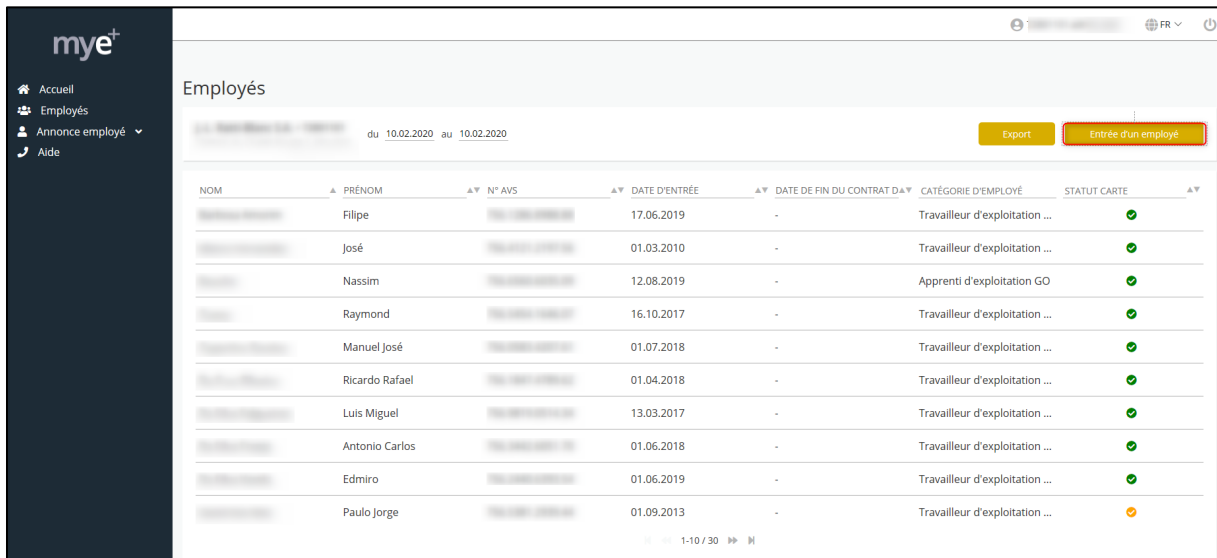 mye+
FR
Accueil
Employés
Annonce employé
Aide
Employés
du 10.02.2020 au 10.02.2020
Export
Entrée d'un employé
NOM PRÉNOM N° AVS DATE D'ENTRÉE DATE DE FIN DU CONTRAT D CATÉGORIE D'EMPLOYÉ STATUT CARTE
Filipe 17.06.2019 - Travailleur d'exploitation ...
José 01.03.2010 - Travailleur d'exploitation ...
Nassim 12.08.2019 - Apprenti d'exploitation GO
Raymond 16.10.2017 - Travailleur d'exploitation ...
Manuel José 01.07.2018 - Travailleur d'exploitation ...
Ricardo Rafael 01.04.2018 - Travailleur d'exploitation ...
Luis Miguel 13.03.2017 - Travailleur d'exploitation ...
Antonio Carlos 01.06.2018 - Travailleur d'exploitation ...
Edmiro 01.06.2019 - Travailleur d'exploitation ...
Paulo Jorge 01.09.2013 - Travailleur d'exploitation ...
1-10 / 30